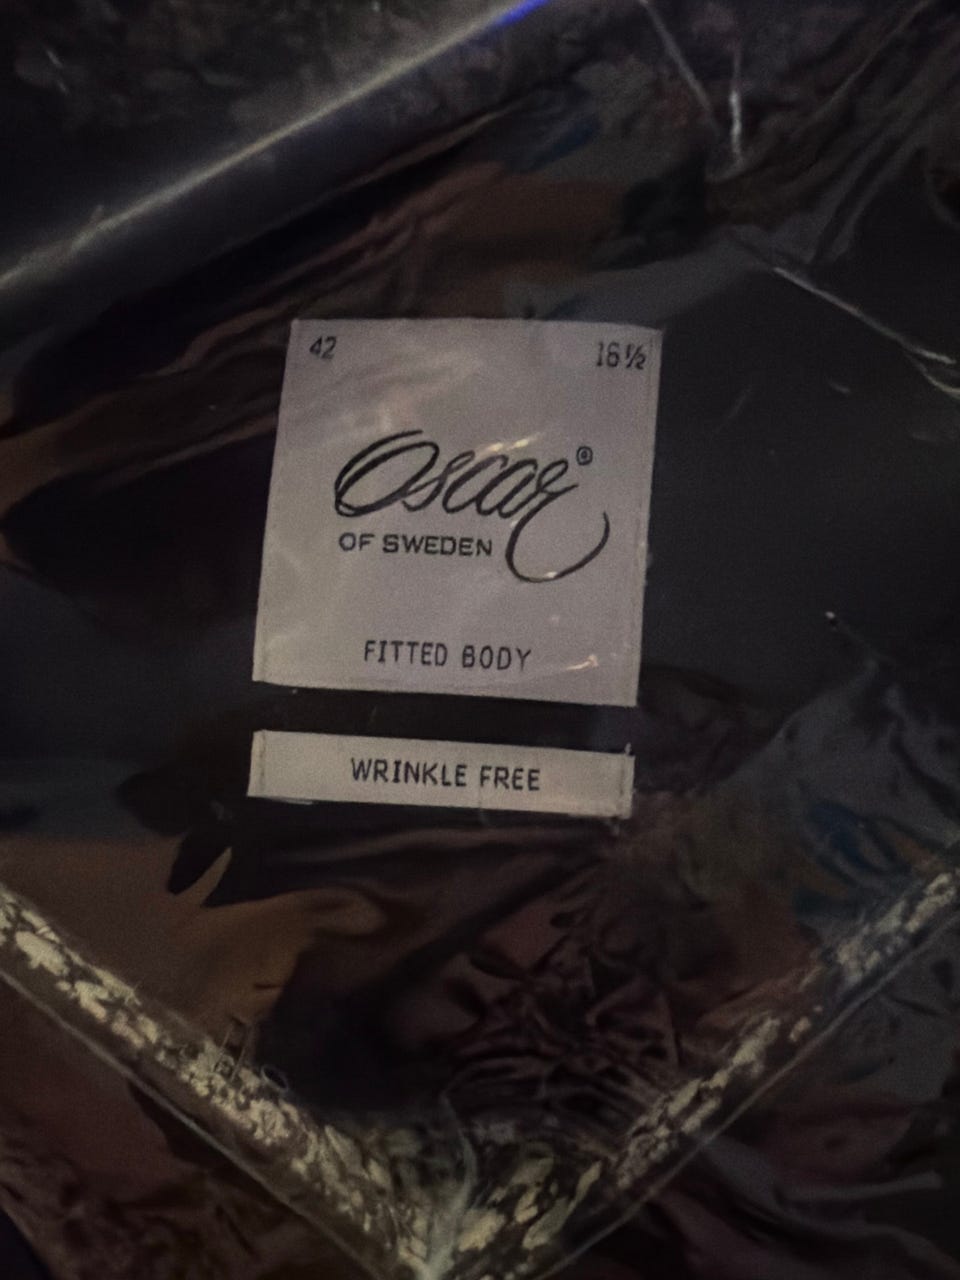 42 16½
Oscar®
OF SWEDEN
FITTED BODY
WRINKLE FREE